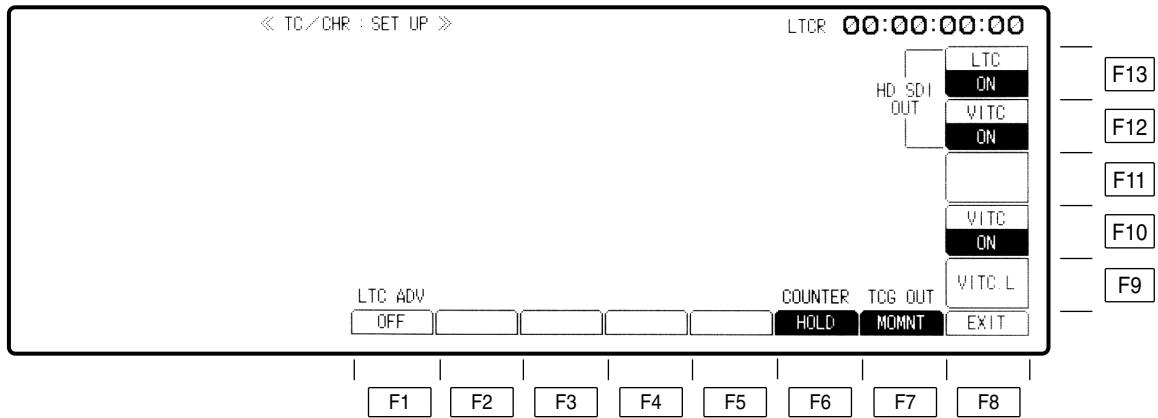 ≪ TC／CHR : SET UP ≫
LTCR 00:00:00:00
LTC
ON
F13
HD SDI
OUT
VITC
ON
F12
F11
VITC
ON
F10
VITC.L
F9
LTC ADV
COUNTER
TCG OUT
OFF
HOLD
MOMNT
EXIT
F1 F2 F3 F4 F5 F6 F7 F8